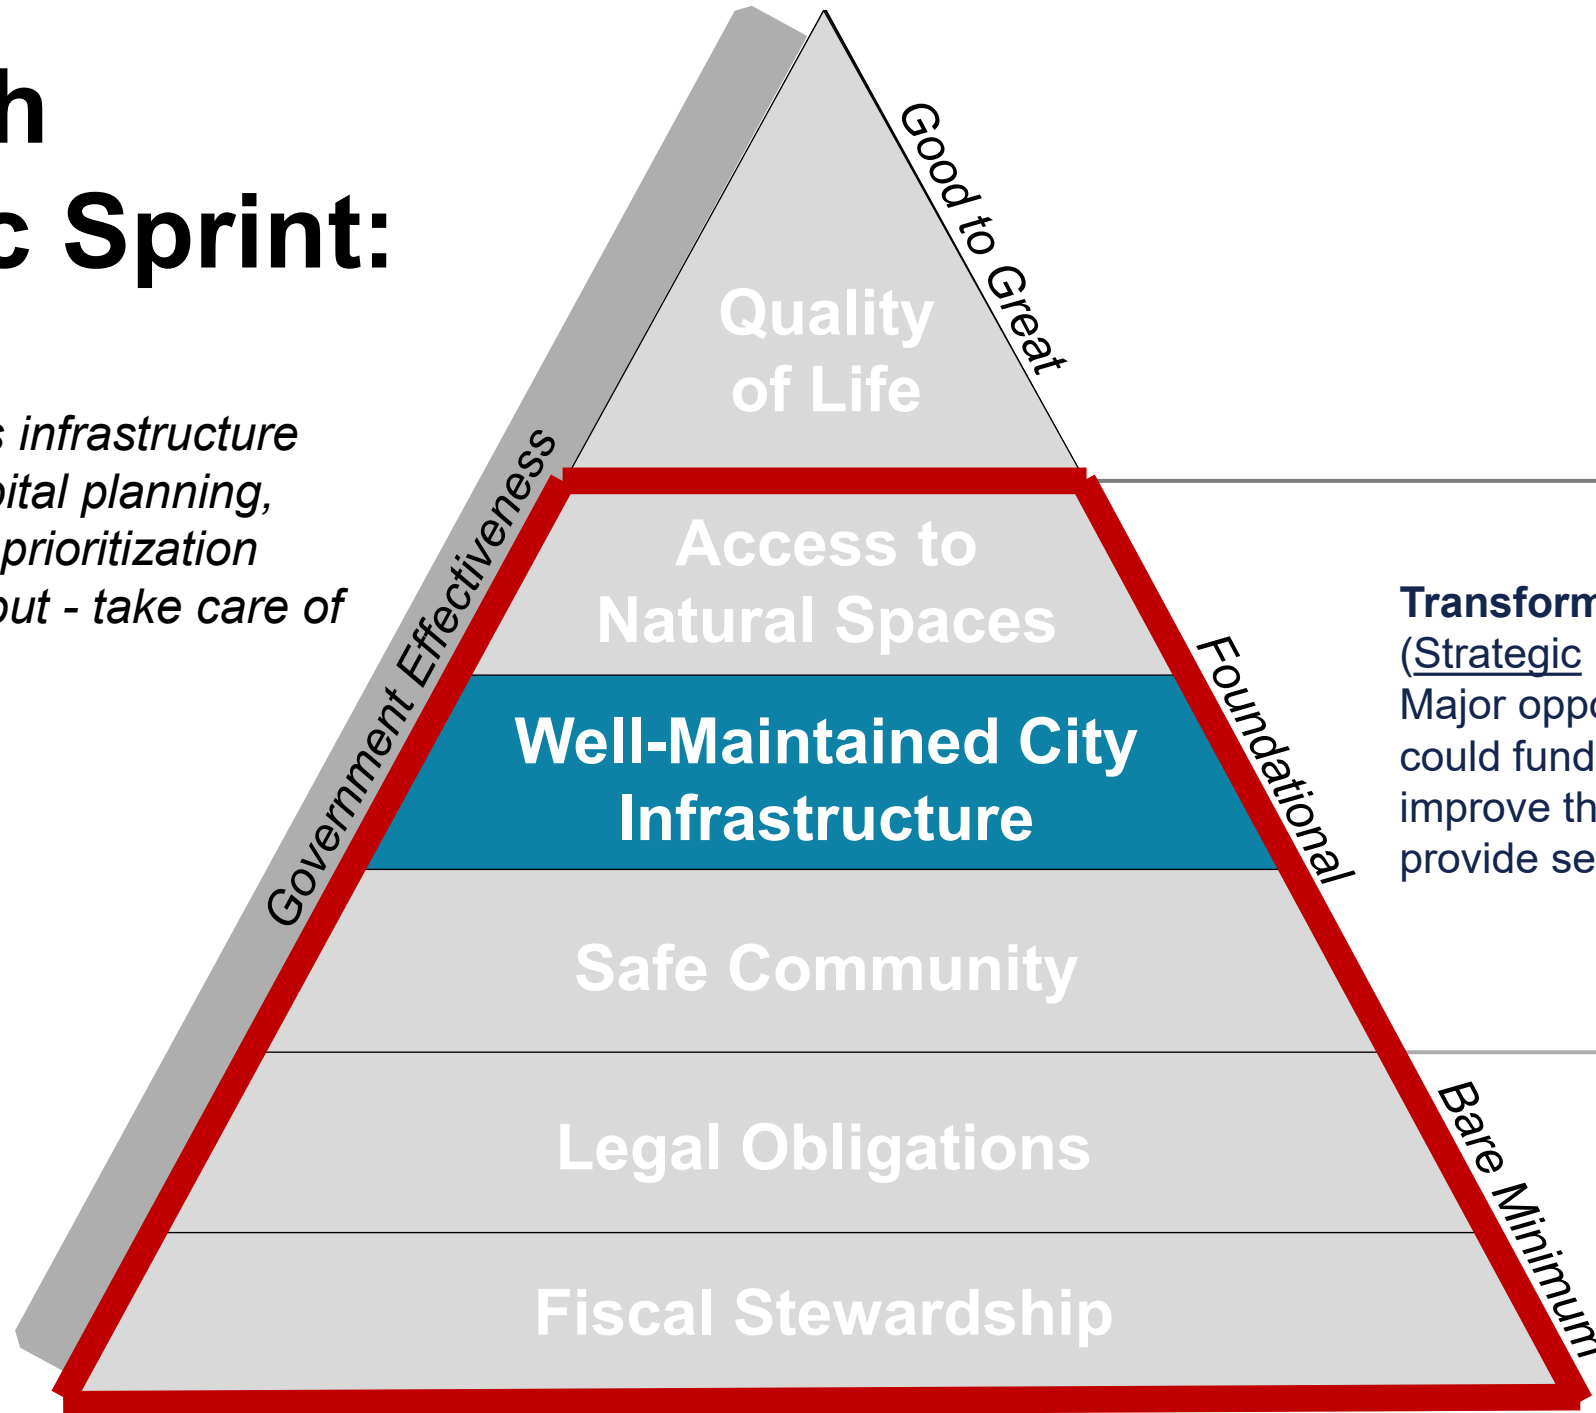 h
c Sprint:
s infrastructure
pital planning,
prioritization
out - take care of
Government Effectiveness
Good to Great
Quality
of Life
Access to
Natural Spaces
Well-Maintained City
Infrastructure
Safe Community
Legal Obligations
Fiscal Stewardship
Foundational
Bare Minimum
Transform
(Strategic
Major oppo
could fund
improve th
provide se